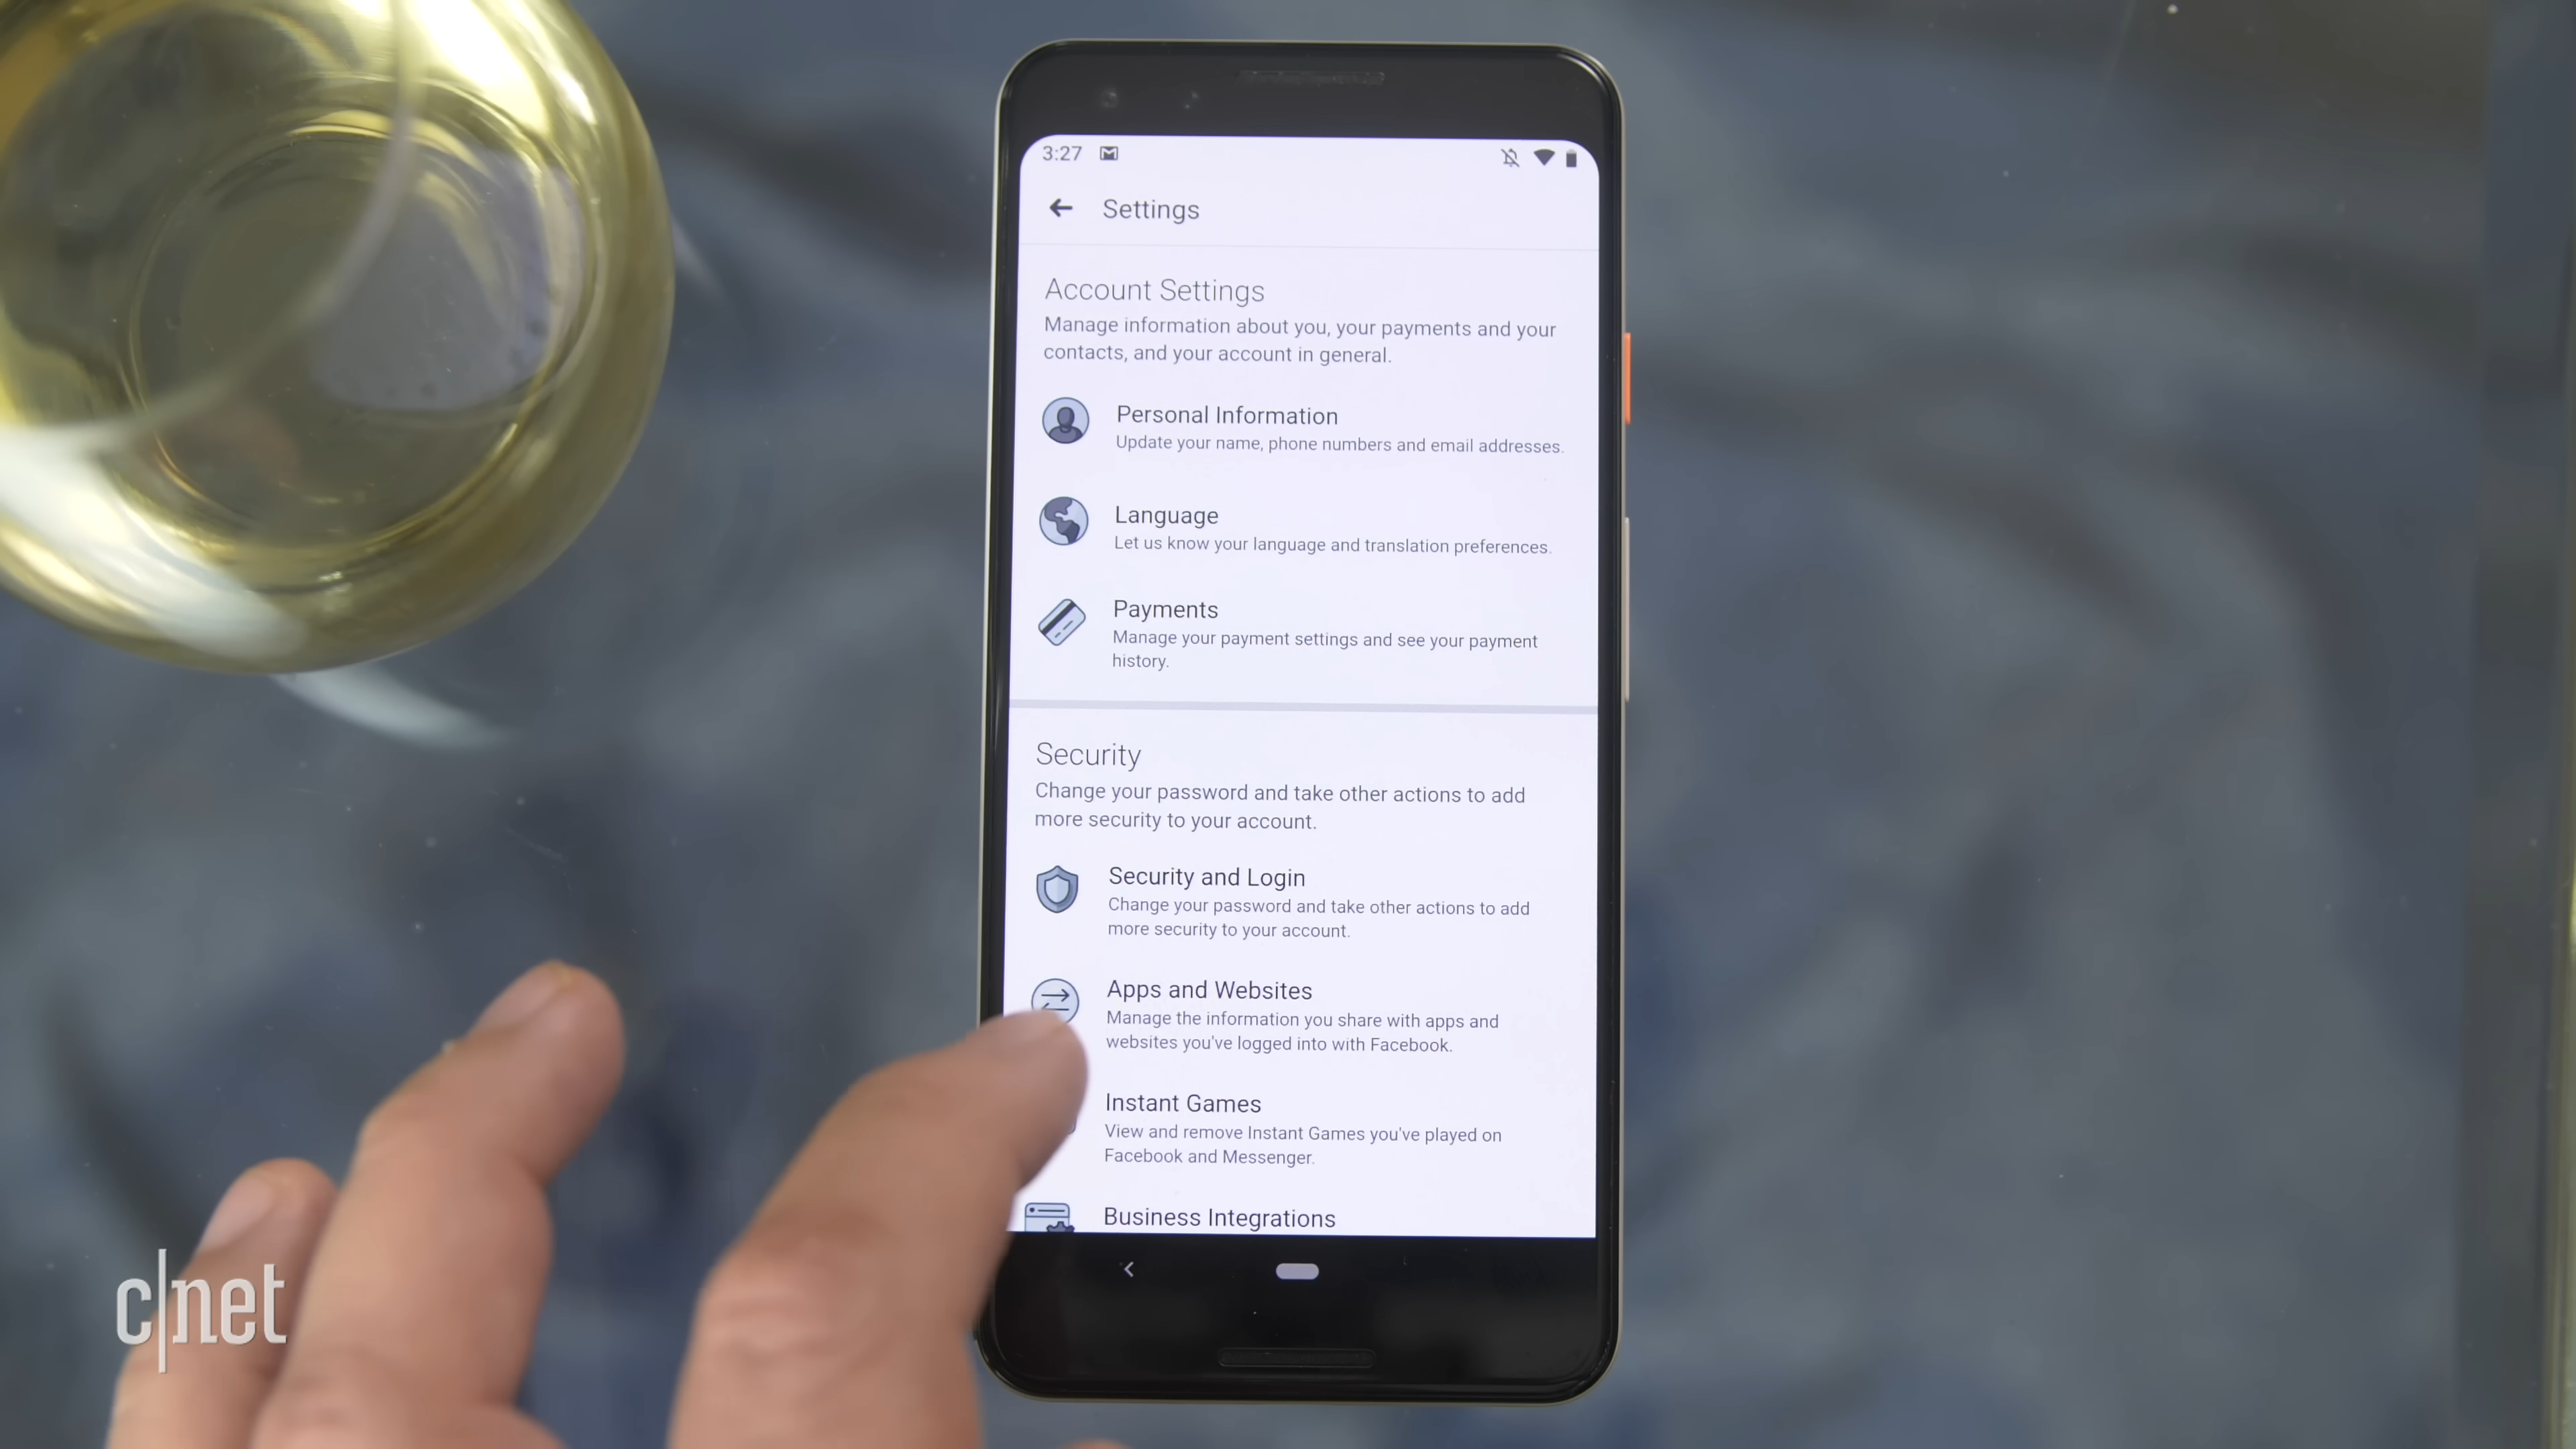 3:27
Settings
Account Settings
Manage information about you, your payments and your
contacts, and your account in general.
Personal Information
Update your name, phone numbers and email addresses.
Language
Let us know your language and translation preferences.
Payments
Manage your payment settings and see your payment
history.
Security
Change your password and take other actions to add
more security to your account.
Security and Login
Change your password and take other actions to add
more security to your account.
Apps and Websites
Manage the information you share with apps and
websites you've logged into with Facebook.
Instant Games
View and remove Instant Games you've played on
Facebook and Messenger.
Business Integrations
c|net